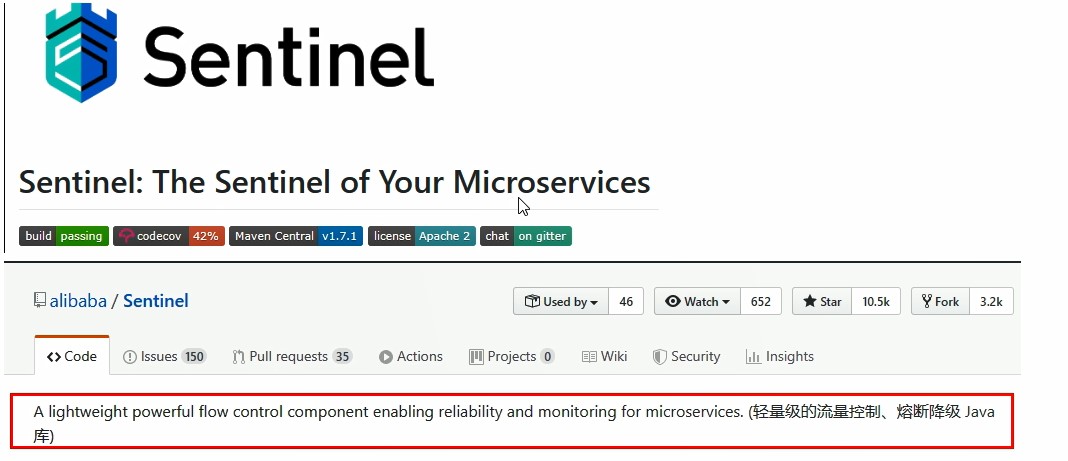 Sentinel
Sentinel: The Sentinel of Your Microservices
build passing codecov 42% Maven Central v1.7.1 license Apache 2 chat on gitter
alibaba / Sentinel Used by 46 Watch 652 Star 10.5k Fork 3.2k
Code Issues 150 Pull requests 35 Actions Projects 0 Wiki Security Insights
A lightweight powerful flow control component enabling reliability and monitoring for microservices. (轻量级的流量控制、熔断降级 Java
库)